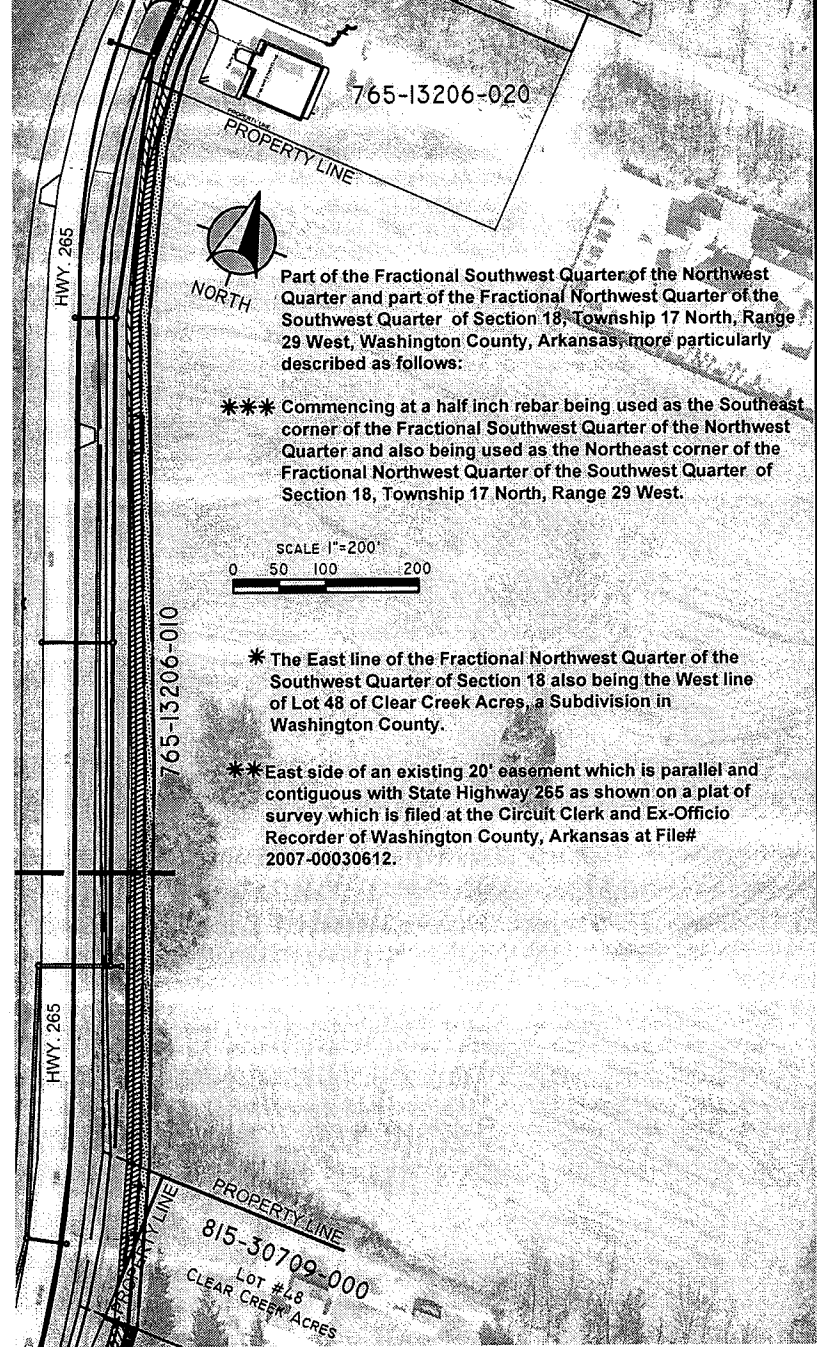 765-13206-020
PROPERTY LINE
PROPERTY LINE
HWY. 265
NORTH
Part of the Fractional Southwest Quarter of the Northwest
Quarter and part of the Fractional Northwest Quarter of the
Southwest Quarter of Section 18, Township 17 North, Range
29 West, Washington County, Arkansas, more particularly
described as follows:
*** Commencing at a half inch rebar being used as the Southeast
corner of the Fractional Southwest Quarter of the Northwest
Quarter and also being used as the Northeast corner of the
Fractional Northwest Quarter of the Southwest Quarter of
Section 18, Township 17 North, Range 29 West.
SCALE 1"=200'
0 50 100 200
765-13206-010
* The East line of the Fractional Northwest Quarter of the
Southwest Quarter of Section 18 also being the West line
of Lot 48 of Clear Creek Acres, a Subdivision in
Washington County.
** East side of an existing 20' easement which is parallel and
contiguous with State Highway 265 as shown on a plat of
survey which is filed at the Circuit Clerk and Ex-Officio
Recorder of Washington County, Arkansas at File#
2007-00030612.
HWY. 265
PROPERTY LINE
PROPERTY LINE
815-30709-000
LOT #48
CLEAR CREEK ACRES